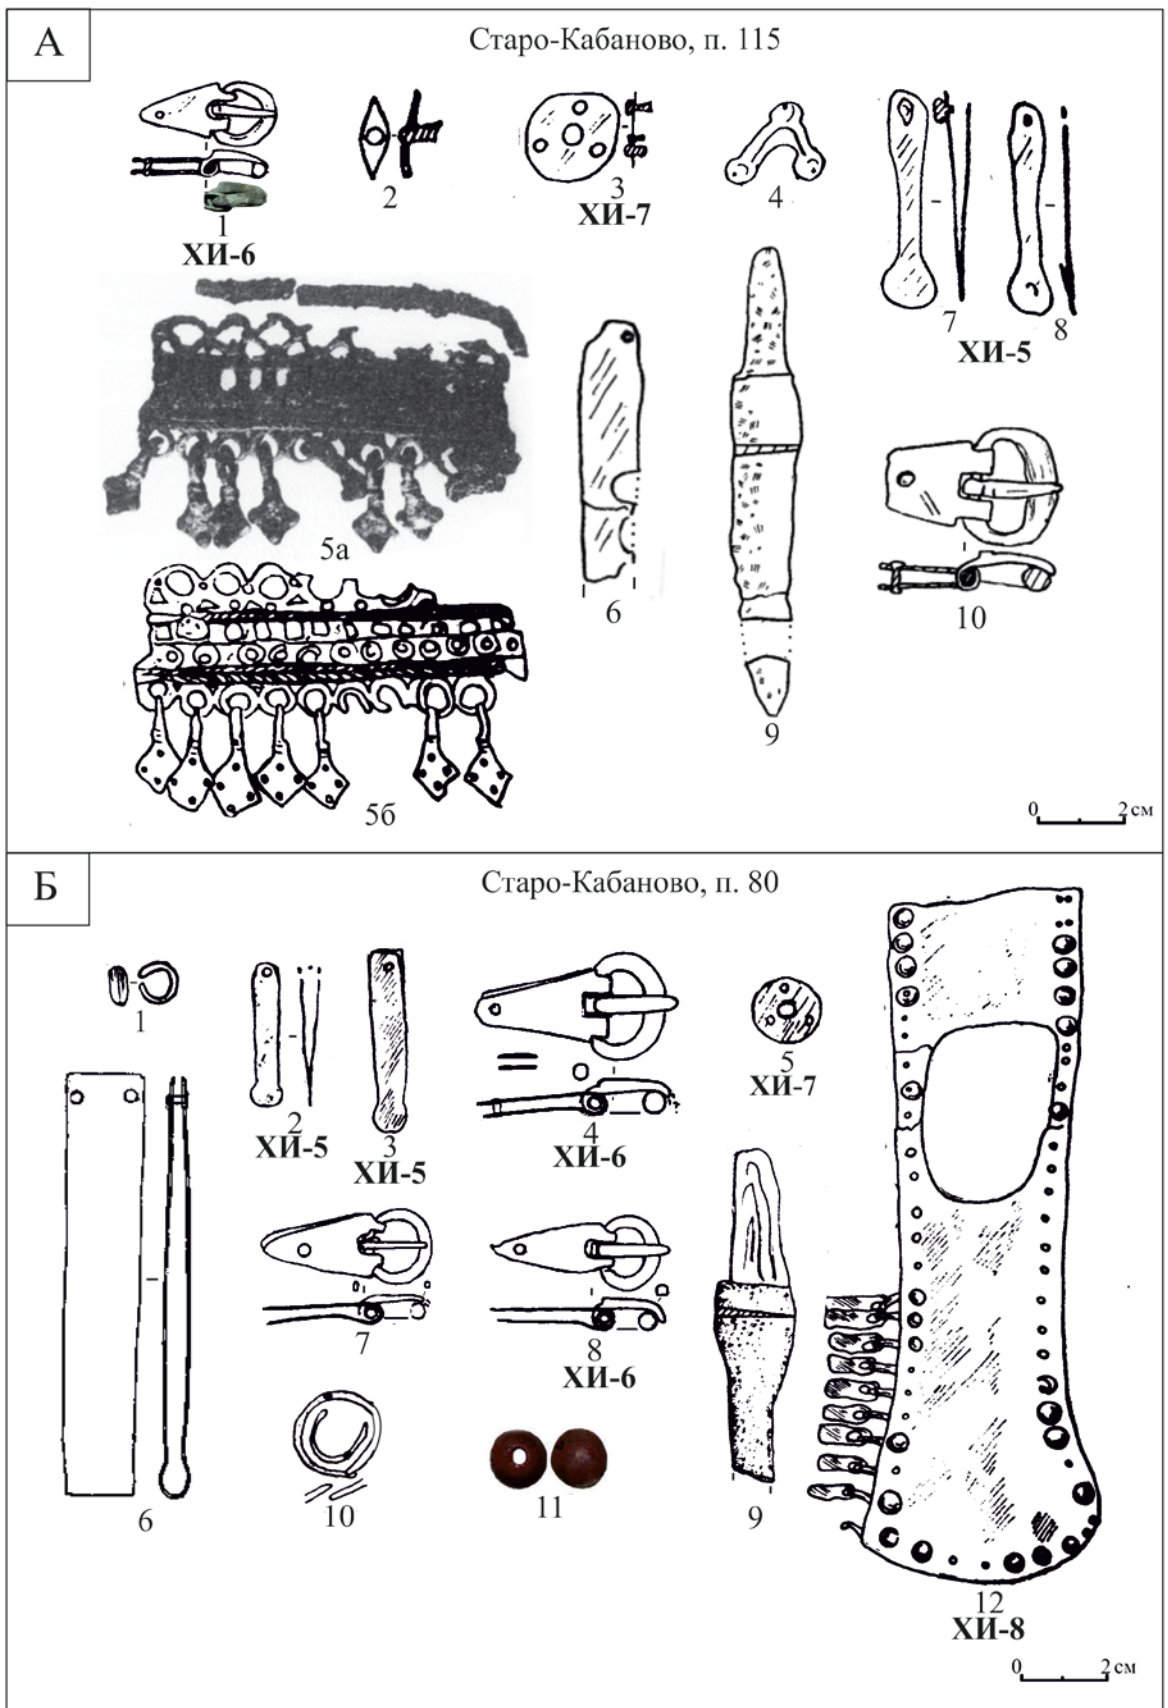 А
Старо-Кабаново, п. 115
1
ХИ-6
2
3
ХИ-7
4
7
8
ХИ-5
5а
5б
6
9
10
0 2 см
Б
Старо-Кабаново, п. 80
1
2
ХИ-5
3
ХИ-5
4
ХИ-6
5
ХИ-7
6
7
8
ХИ-6
9
10
11
12
ХИ-8
0 2 см